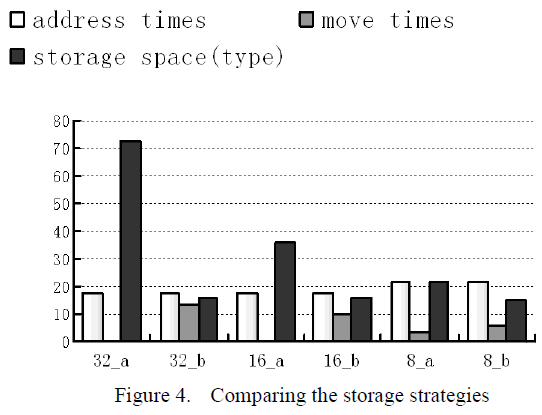 address times
move times
storage space(type)
80
70
60
50
40
30
20
10
0
32_a 32_b 16_a 16_b 8_a 8_b
Figure 4. Comparing the storage strategies